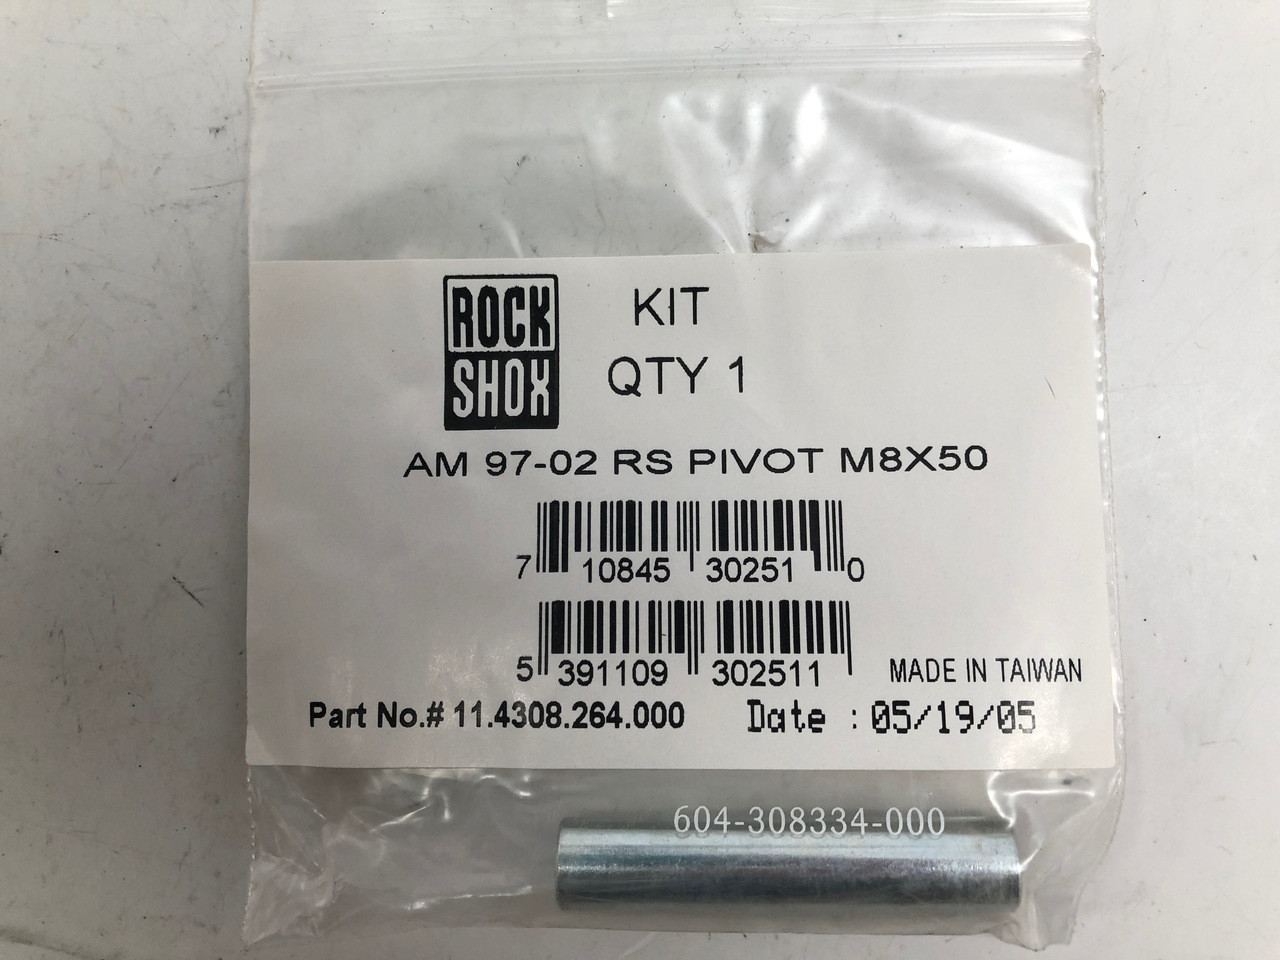 ROCK
SHOX
KIT
QTY 1
AM 97-02 RS PIVOT M8X50
7 10845 30251 0
5 391109 302511
MADE IN TAIWAN
Part No.# 11.4308.264.000 Date : 05/19/05
604-308334-000